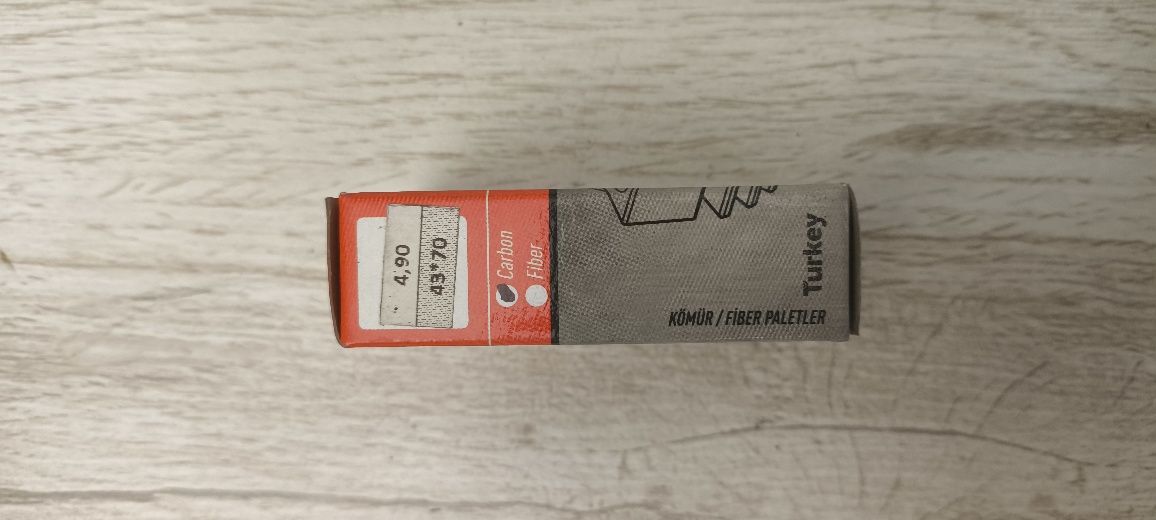 4,90
43*70
Carbon
Fiber
KÖMÜR / FİBER PALETLER
Turkey